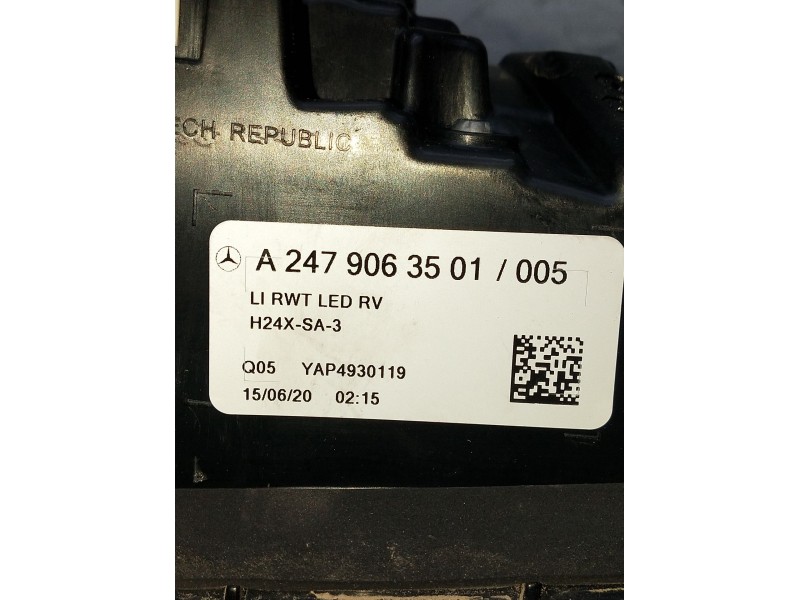 ECH REPUBLIC
A 247 906 35 01 / 005
LI RWT LED RV
H24X-SA-3
Q05 YAP4930119
15/06/20 02:15